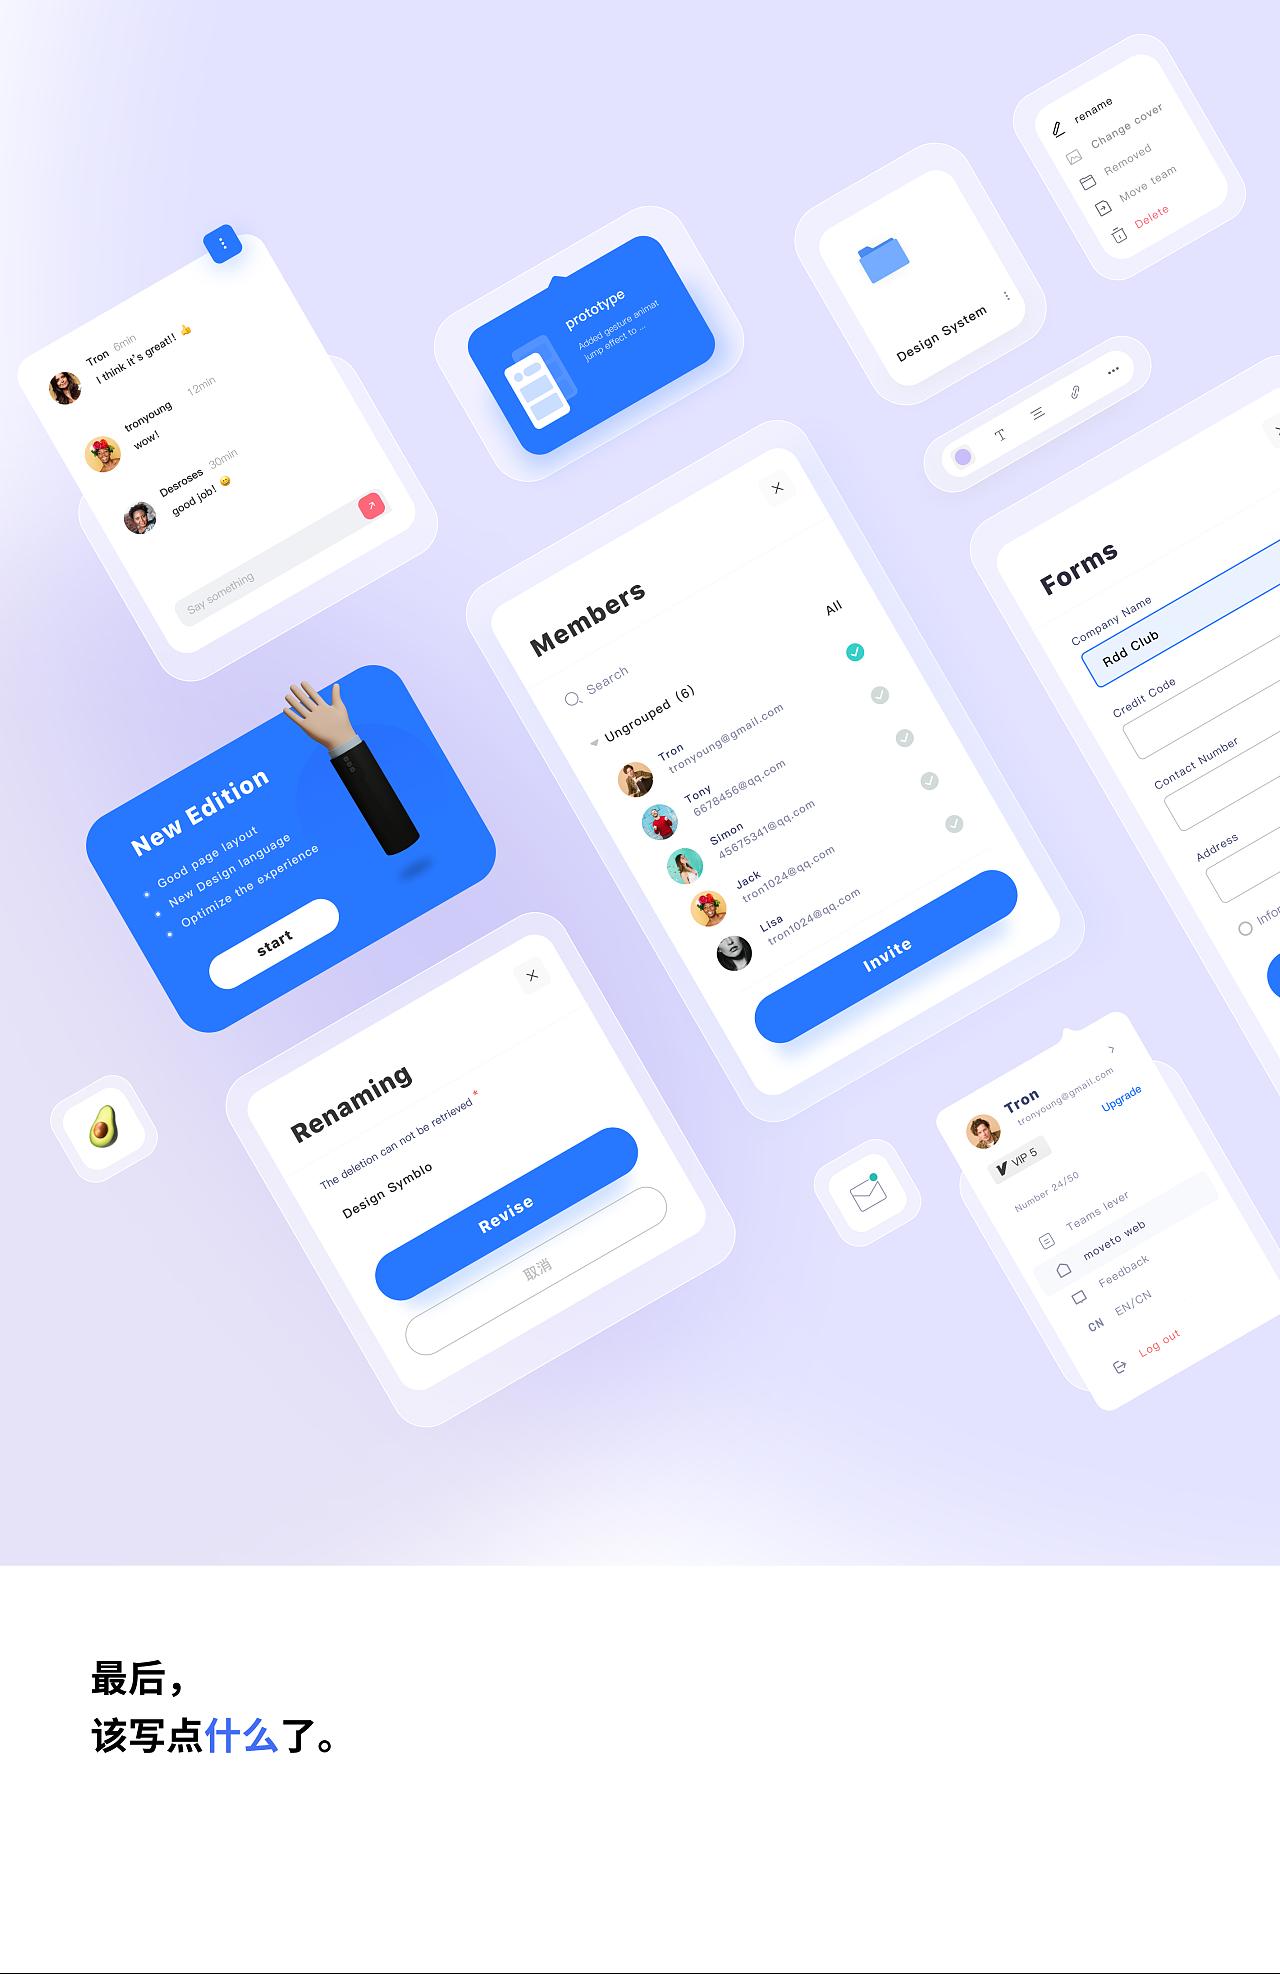 rename
Change cover
Removed
Move team
Delete
Design System
prototype
Added gesture animat
jump effect to ...
Tron 6min
I think it's great!! 👍
tronyoung 12min
wow!
Desroses 30min
good job! 😄
Say something
T
Members
All
Search
Ungrouped (6)
Tron
tronyoung@gmail.com
Tony
6678456@qq.com
Simon
45675341@qq.com
Jack
tron1024@qq.com
Lisa
tron1024@qq.com
Invite
Forms
Company Name
Rdd Club
Credit Code
Contact Number
Address
Infor
New Edition
Good page layout
New Design language
Optimize the experience
start
Renaming
The deletion can not be retrieved *
Design Symblo
Revise
取消
Tron
tronyoung@gmail.com
Upgrade
VIP 5
Number 24/50
Teams lever
moveto web
Feedback
CN EN/CN
Log out
最后，
该写点什么了。